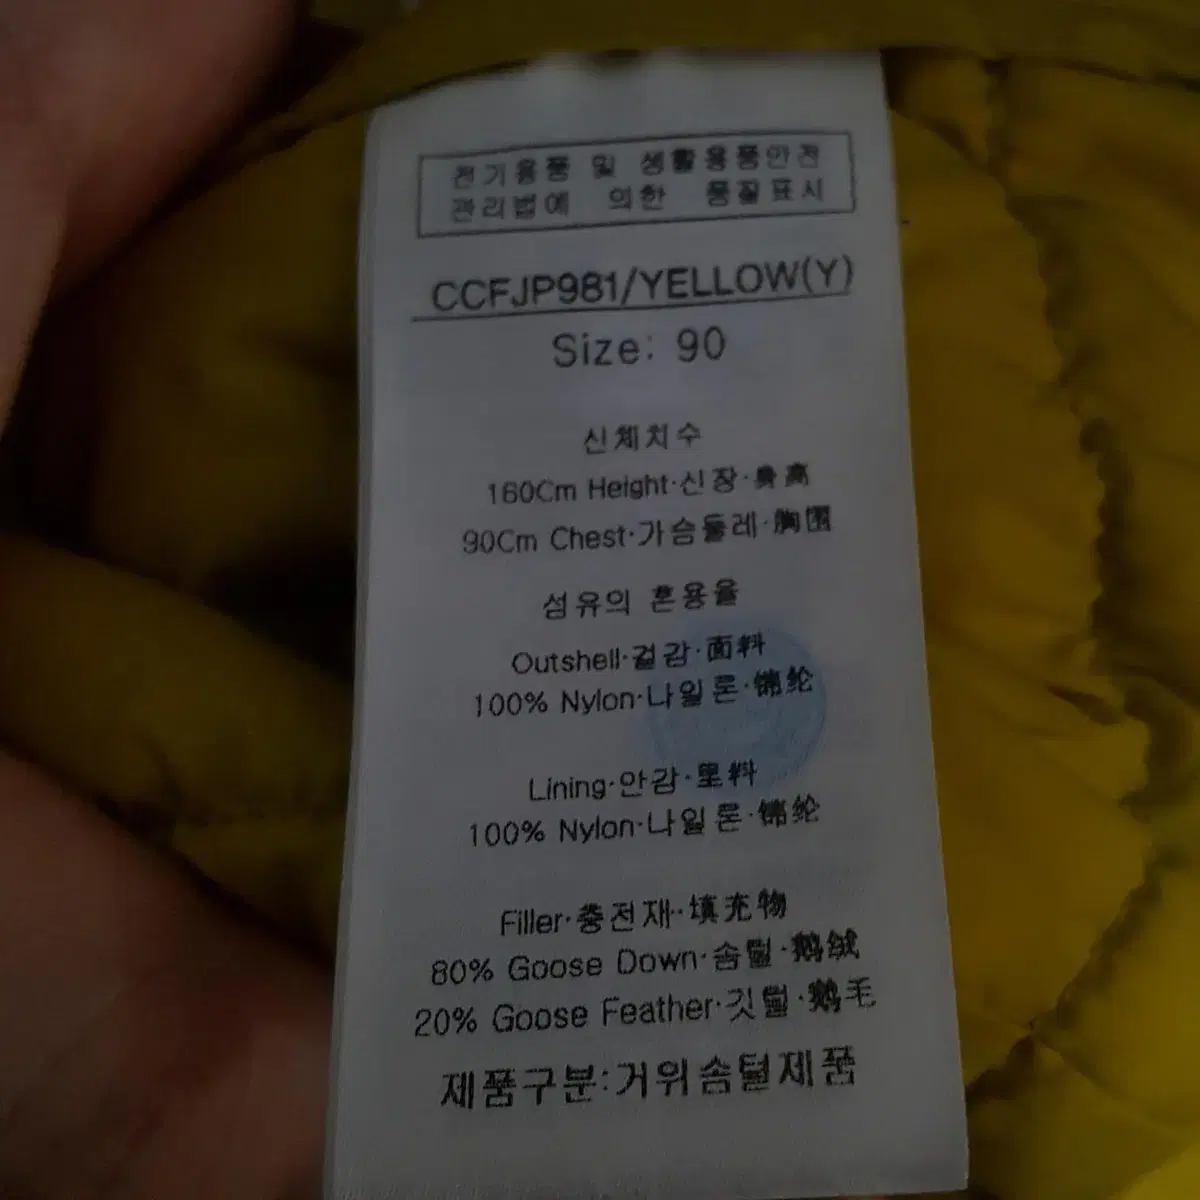 전기용품 및 생활용품안전
관리법에 의한 품질표시
CCFJP981/YELLOW(Y)
Size: 90
신체치수
160Cm Height·신장·身高
90Cm Chest·가슴둘레·胸围
섬유의 혼용율
Outshell·겉감·面料
100% Nylon·나일론·锦纶
Lining·안감·里料
100% Nylon·나일론·锦纶
Filler·충전재··填充物
80% Goose Down·솜털·鹅绒
20% Goose Feather·깃털·鹅毛
제품구분:거위솜털제품